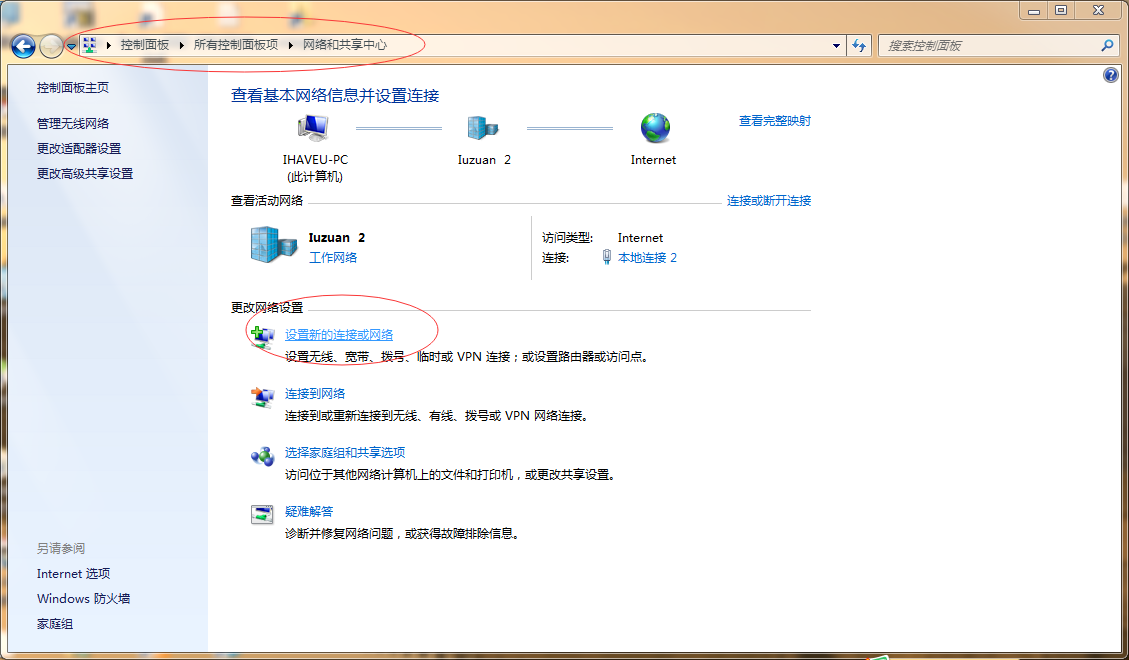 控制面板 ▸ 所有控制面板项 ▸ 网络和共享中心
搜索控制面板
控制面板主页
管理无线网络
更改适配器设置
更改高级共享设置
查看基本网络信息并设置连接
查看完整映射
IHAVEU-PC
(此计算机)
Iuzuan 2
Internet
查看活动网络
连接或断开连接
Iuzuan 2
工作网络
访问类型: Internet
连接: 本地连接 2
更改网络设置
设置新的连接或网络
设置无线、宽带、拨号、临时或 VPN 连接；或设置路由器或访问点。
连接到网络
连接到或重新连接到无线、有线、拨号或 VPN 网络连接。
选择家庭组和共享选项
访问位于其他网络计算机上的文件和打印机，或更改共享设置。
疑难解答
诊断并修复网络问题，或获得故障排除信息。
另请参阅
Internet 选项
Windows 防火墙
家庭组